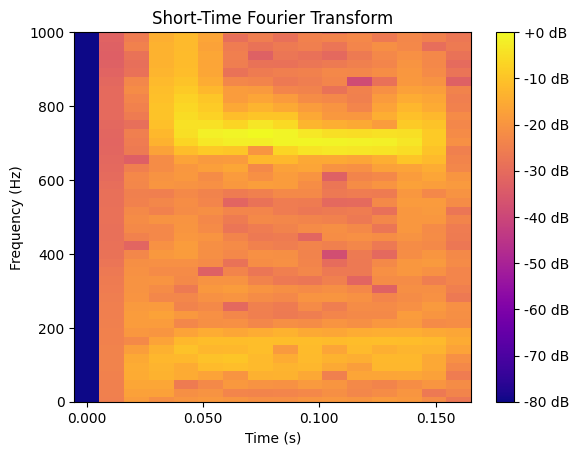 Short-Time Fourier Transform
Frequency (Hz)
1000
800
600
400
200
0
0.000
0.050
0.100
0.150
Time (s)
+0 dB
-10 dB
-20 dB
-30 dB
-40 dB
-50 dB
-60 dB
-70 dB
-80 dB